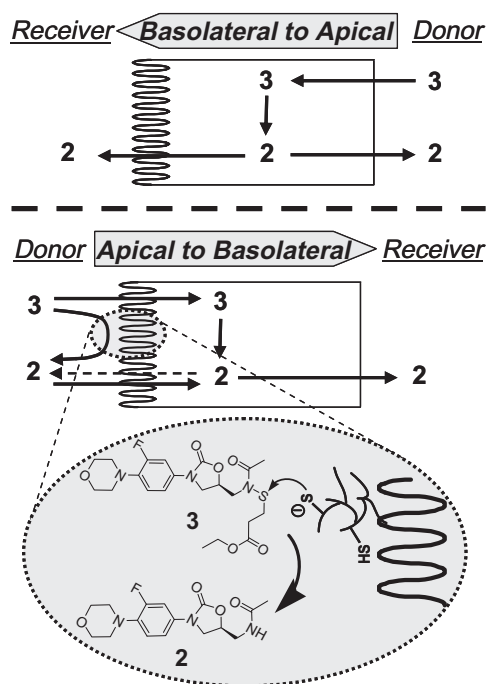 Receiver Basolateral to Apical Donor
3 3
2 2 2
Donor Apical to Basolateral Receiver
3 3
2 2 2
F O O
O N N N S S ⊖
3 O O SH
F O O
O N N NH
2